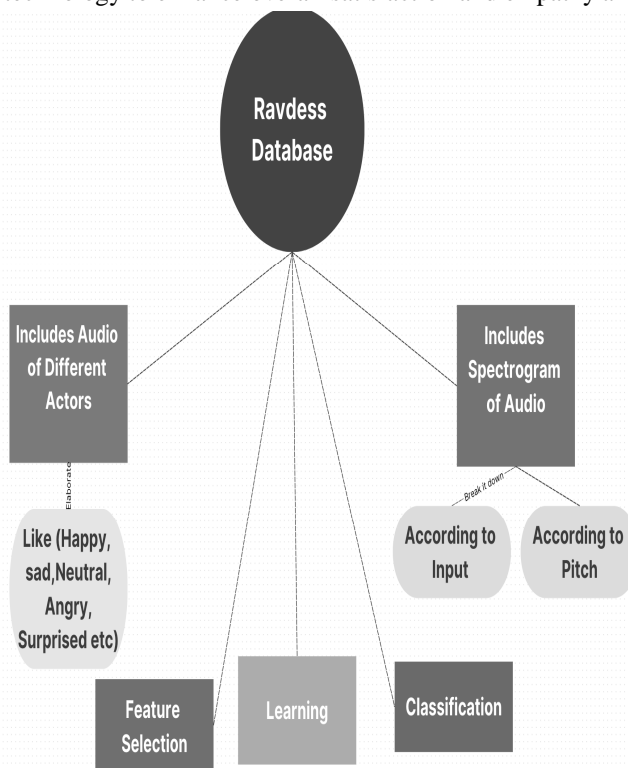 Ravdess
Database
Includes Audio
of Different
Actors
Includes
Spectrogram
of Audio
Elaborate
Break it down
Like (Happy,
sad,Neutral,
Angry,
Surprised etc)
According to
Input
According to
Pitch
Feature
Selection
Learning
Classification